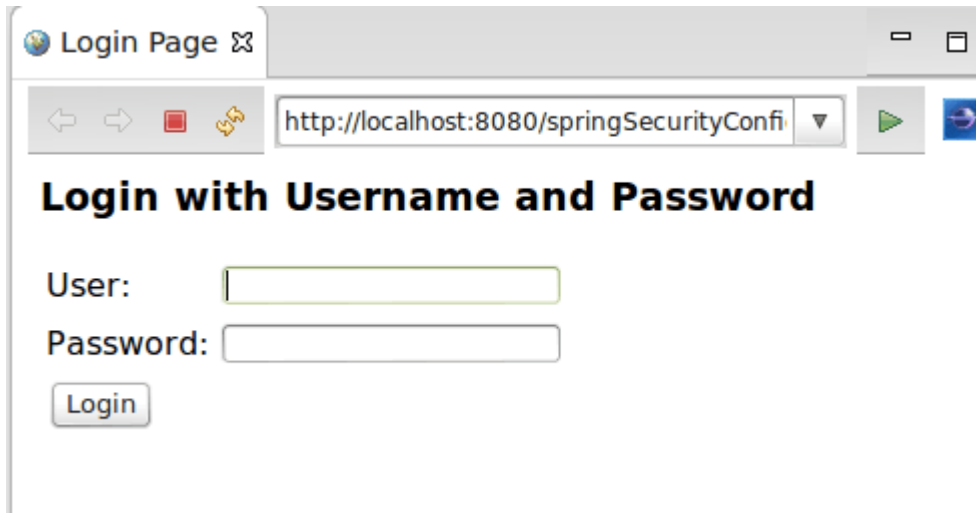 Login Page
http://localhost:8080/springSecurityConfi
Login with Username and Password
User:
Password:
Login